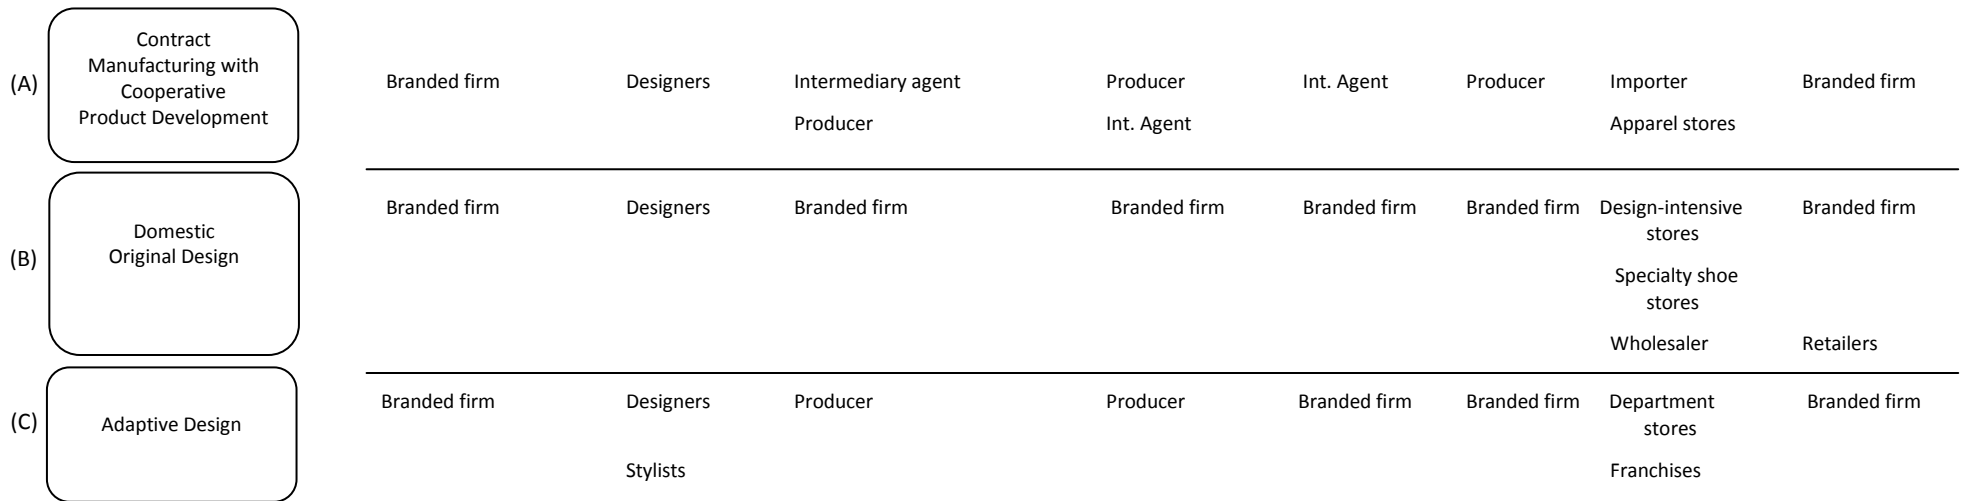 (A)
Contract
Manufacturing with
Cooperative
Product Development
Branded firm Designers Intermediary agent Producer Int. Agent Producer Importer Branded firm
Producer Int. Agent Apparel stores
(B)
Domestic
Original Design
Branded firm Designers Branded firm Branded firm Branded firm Branded firm Design-intensive Branded firm
stores
Specialty shoe
stores
Wholesaler Retailers
(C)
Adaptive Design
Branded firm Designers Producer Producer Branded firm Branded firm Department Branded firm
stores
Stylists Franchises